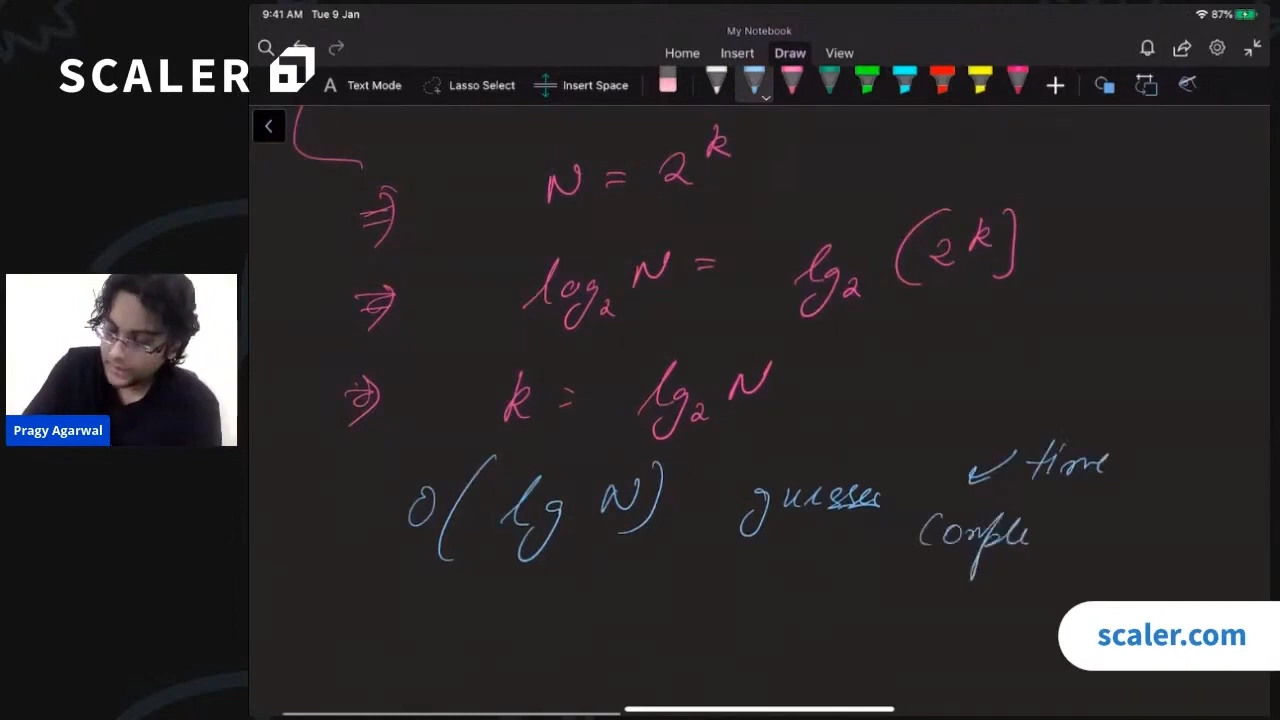 9:41 AM Tue 9 Jan
87%
My Notebook
Home Insert Draw View
SCALER
Text Mode Lasso Select Insert Space
⇒ N = 2^k
⇒ log₂ N = lg₂ (2^k]
⇒ k = lg₂ N
Pragy Agarwal
↙ time
O( lg N) guesses
comple
scaler.com